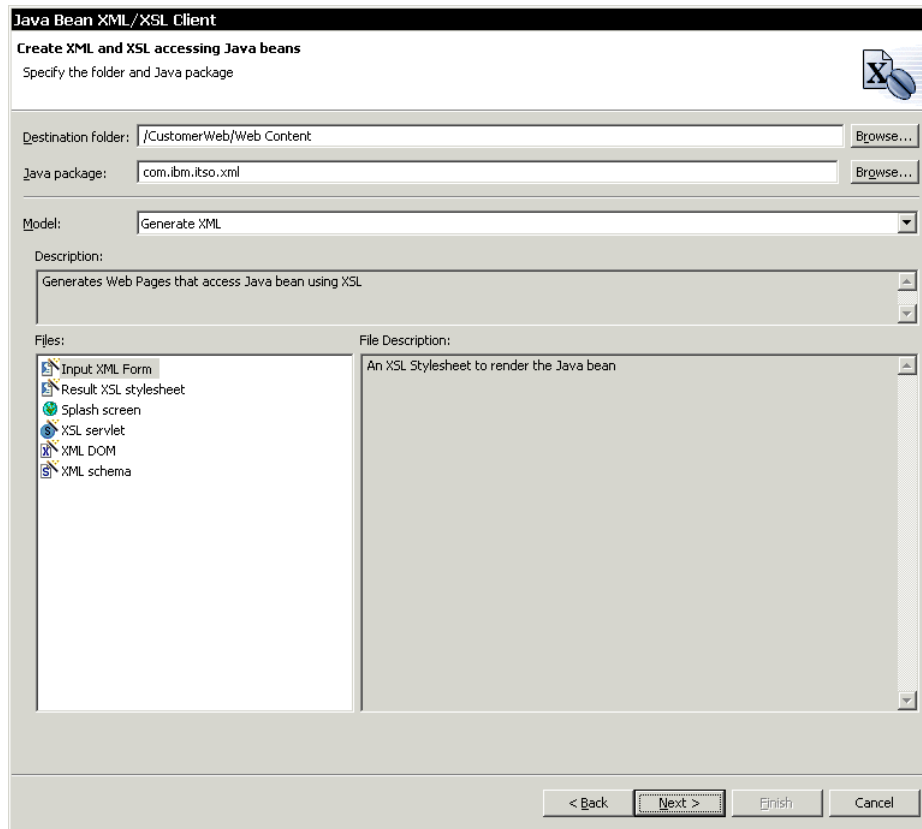 Java Bean XML/XSL Client
Create XML and XSL accessing Java beans
Specify the folder and Java package
X
Destination folder: /CustomerWeb/Web Content Browse...
Java package: com.ibm.itso.xml Browse...
Model: Generate XML
Description:
Generates Web Pages that access Java bean using XSL
Files: File Description:
Input XML Form An XSL Stylesheet to render the Java bean
Result XSL stylesheet
Splash screen
XSL servlet
XML DOM
XML schema
< Back Next > Finish Cancel